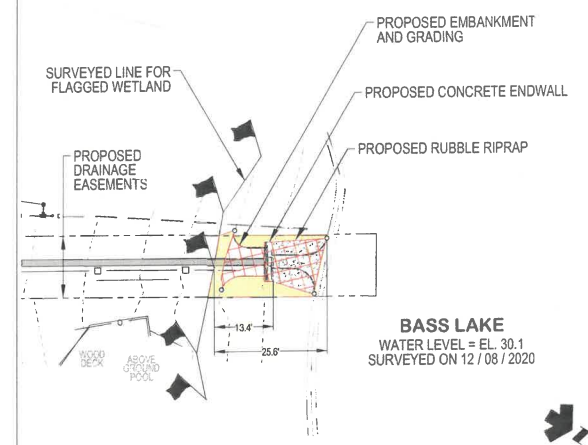 PROPOSED EMBANKMENT
AND GRADING
SURVEYED LINE FOR
FLAGGED WETLAND
PROPOSED CONCRETE ENDWALL
PROPOSED RUBBLE RIPRAP
PROPOSED
DRAINAGE
EASEMENTS
13.4'
25.6'
BASS LAKE
WATER LEVEL = EL. 30.1
SURVEYED ON 12 / 08 / 2020
WOOD
DECK
ABOVE
GROUND
POOL